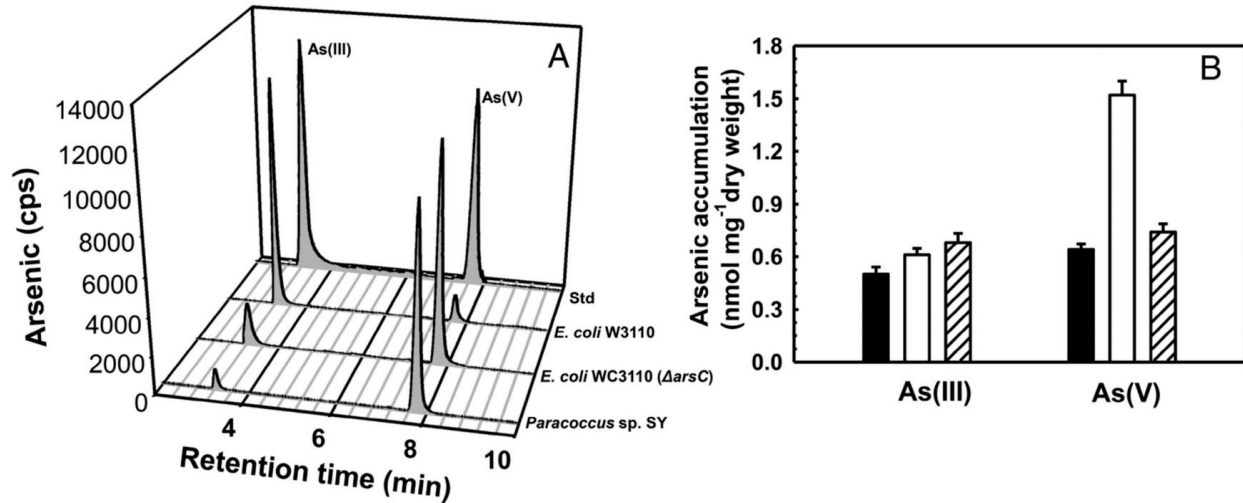 A
As(III)
As(V)
14000
12000
10000
8000
6000
4000
2000
0
Arsenic (cps)
Std
E. coli W3110
E. coli WC3110 (ΔarsC)
Paracoccus sp. SY
4
6
8
10
Retention time (min)
B
1.8
1.5
1.2
0.9
0.6
0.3
0.0
Arsenic accumulation
(nmol mg⁻¹ dry weight)
As(III)
As(V)